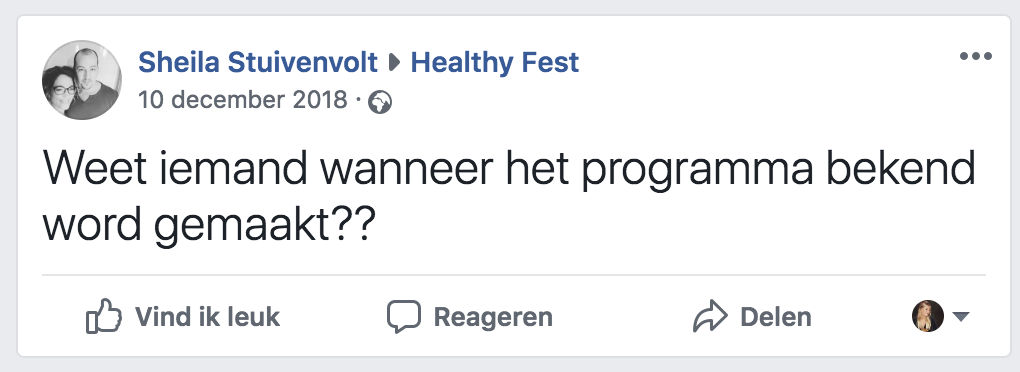 Sheila Stuivenvolt ▸ Healthy Fest
10 december 2018 ·
Weet iemand wanneer het programma bekend
word gemaakt??
Vind ik leuk Reageren Delen